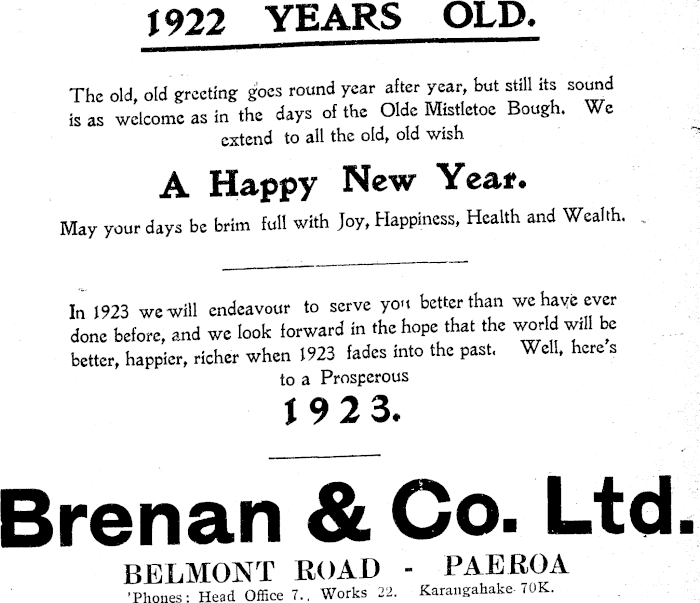 1922 YEARS OLD.
The old, old greeting goes round year after year, but still its sound
is as welcome as in the days of the Olde Mistletoe Bough. We
extend to all the old, old wish
A Happy New Year.
May your days be brim full with Joy, Happiness, Health and Wealth.
In 1923 we will endeavour to serve you better than we have ever
done before, and we look forward in the hope that the world will be
better, happier, richer when 1923 fades into the past. Well, here's
to a Prosperous
1923.
Brenan & Co. Ltd.
BELMONT ROAD - PAEROA
'Phones: Head Office 7., Works 22. Karangahake 70K.